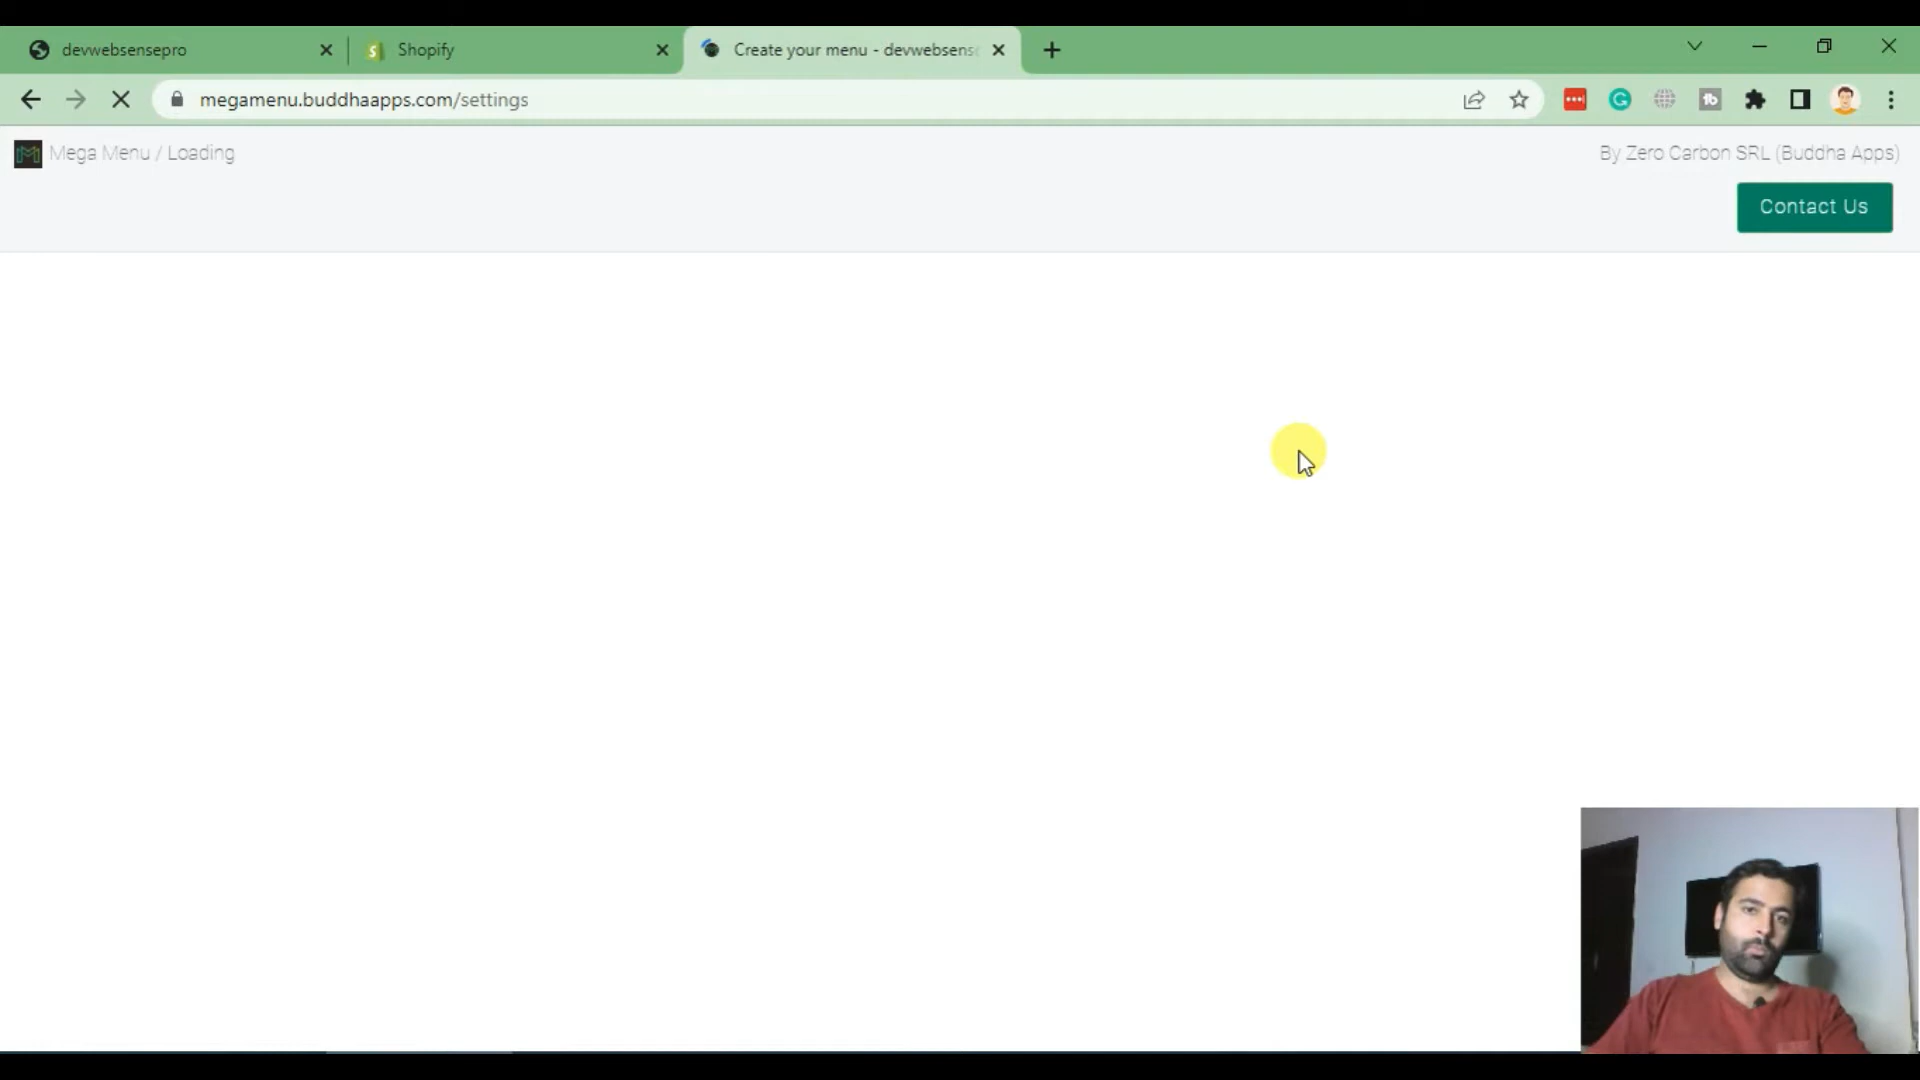 devwebsensepro
Shopify
Create your menu - devwebsens
megamenu.buddhaapps.com/settings
Mega Menu / Loading
By Zero Carbon SRL (Buddha Apps)
Contact Us